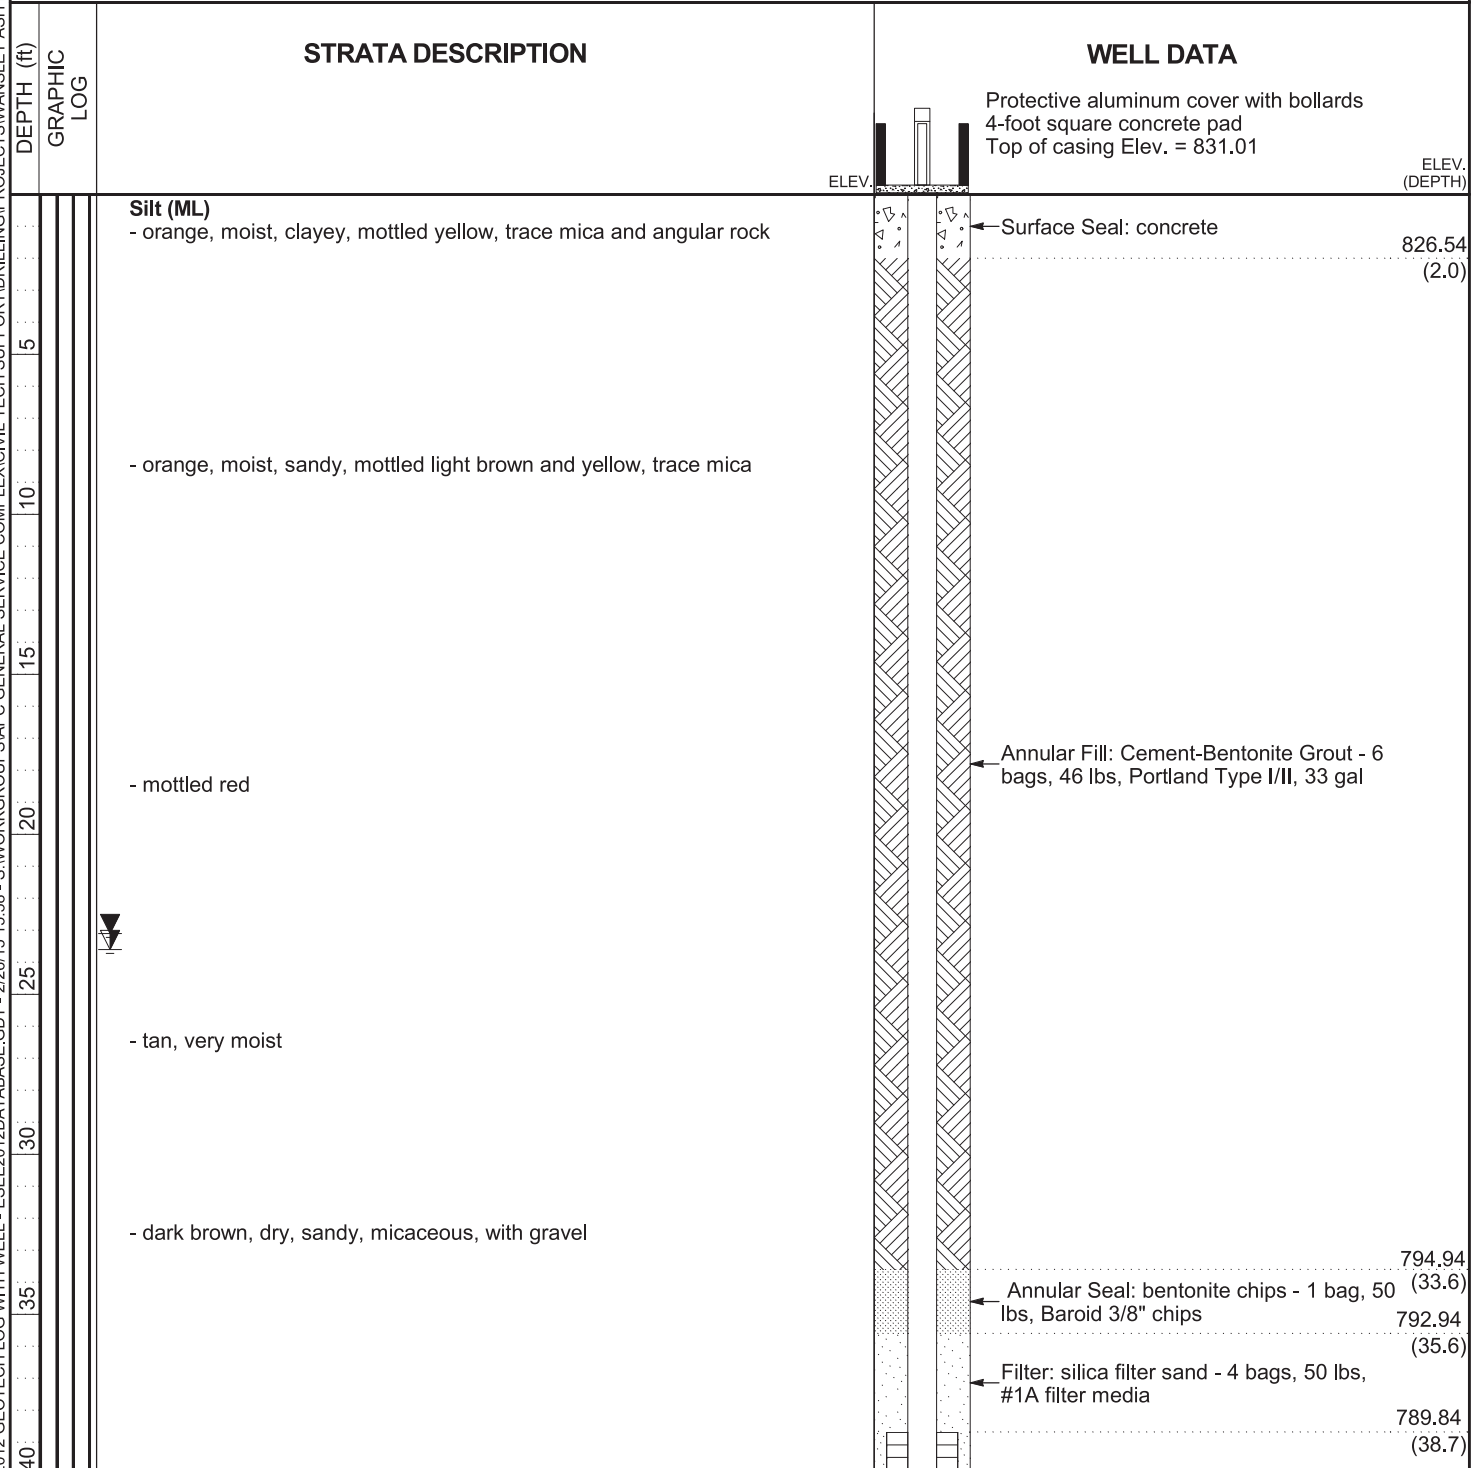 DEPTH (ft)
GRAPHIC
LOG
STRATA DESCRIPTION
ELEV.
WELL DATA
Protective aluminum cover with bollards
4-foot square concrete pad
Top of casing Elev. = 831.01
ELEV.
(DEPTH)
Silt (ML)
- orange, moist, clayey, mottled yellow, trace mica and angular rock
Surface Seal: concrete
826.54
(2.0)
5
- orange, moist, sandy, mottled light brown and yellow, trace mica
10
15
Annular Fill: Cement-Bentonite Grout - 6
bags, 46 lbs, Portland Type I/II, 33 gal
- mottled red
20
25
- tan, very moist
30
- dark brown, dry, sandy, micaceous, with gravel
794.94
(33.6)
Annular Seal: bentonite chips - 1 bag, 50
lbs, Baroid 3/8" chips
792.94
35
(35.6)
Filter: silica filter sand - 4 bags, 50 lbs,
#1A filter media
789.84
(38.7)
40